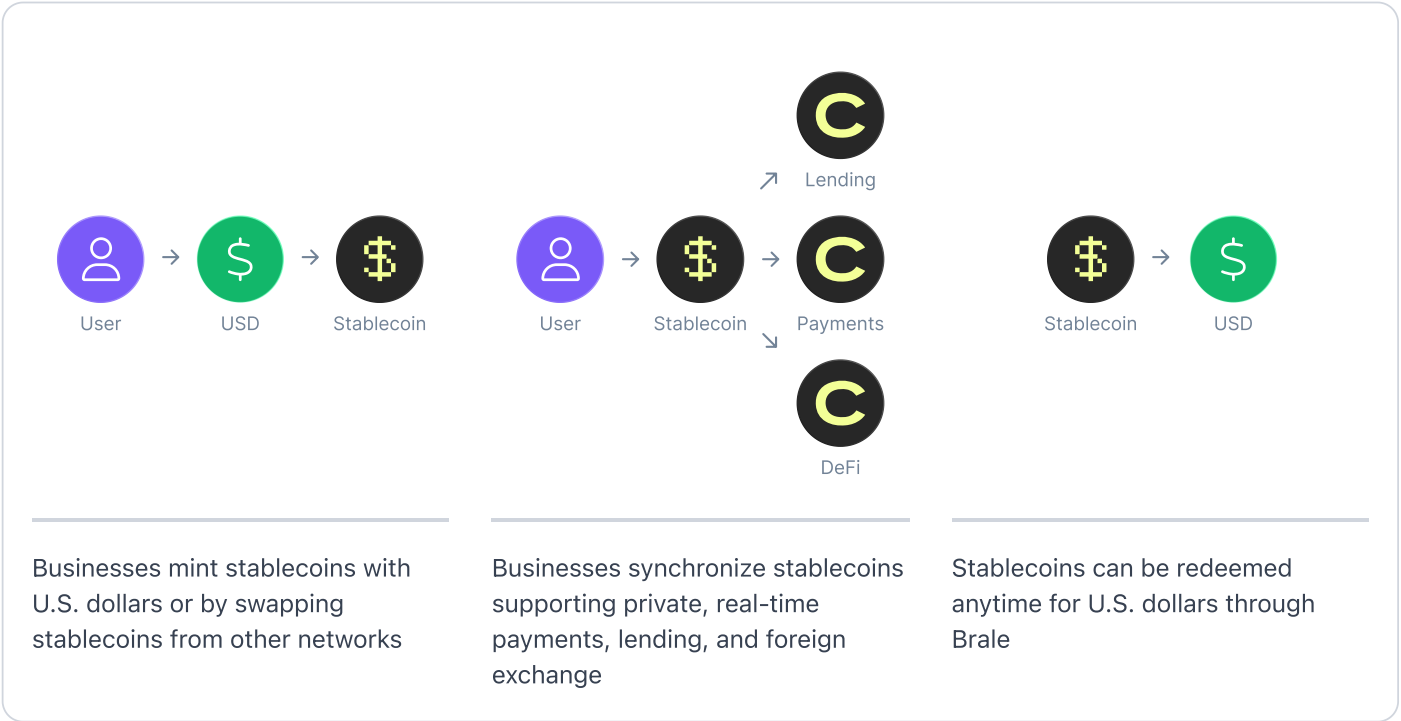 Lending
User
USD
Stablecoin
User
Stablecoin
Payments
Stablecoin
USD
DeFi
Businesses mint stablecoins with
U.S. dollars or by swapping
stablecoins from other networks
Businesses synchronize stablecoins
supporting private, real-time
payments, lending, and foreign
exchange
Stablecoins can be redeemed
anytime for U.S. dollars through
Brale